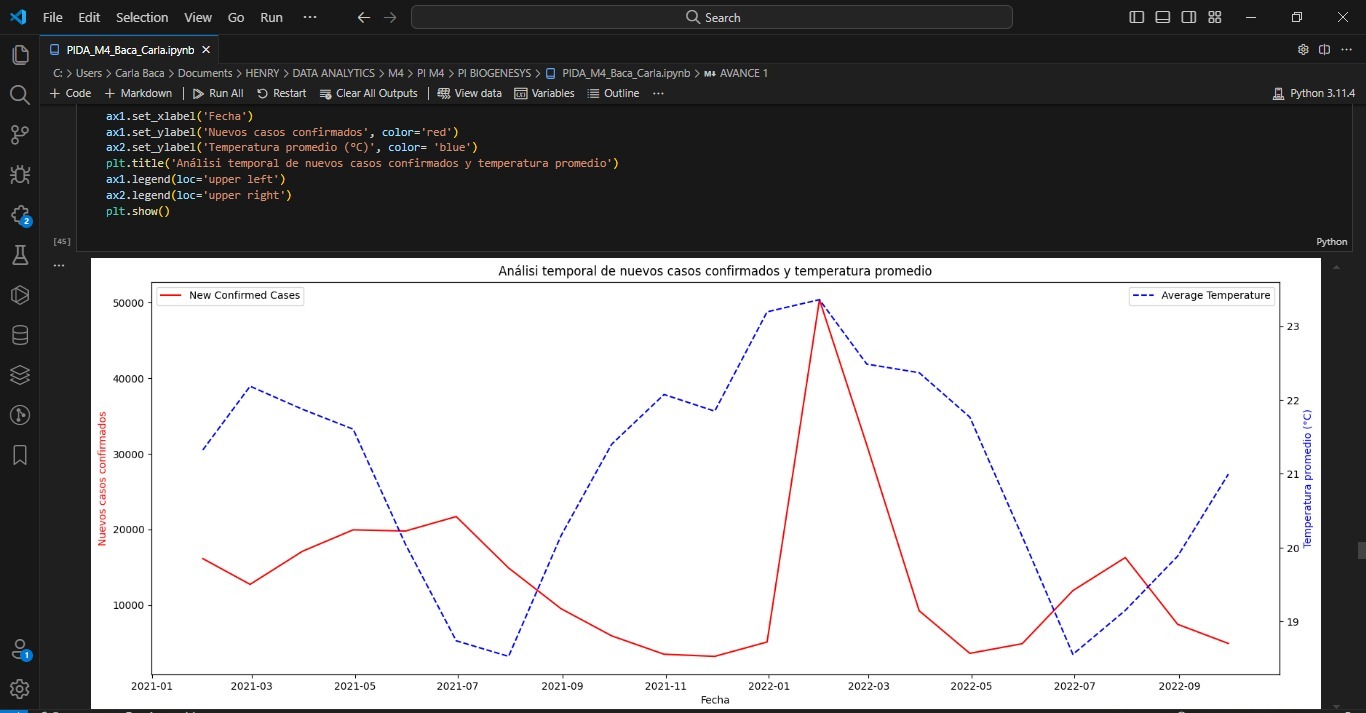 File Edit Selection View Go Run ··· Search
PIDA_M4_Baca_Carla.ipynb
C: > Users > Carla Baca > Documents > HENRY > DATA ANALYTICS > M4 > PI M4 > PI BIOGENESYS > PIDA_M4_Baca_Carla.ipynb > M↓ AVANCE 1
+ Code + Markdown Run All Restart Clear All Outputs View data Variables Outline ··· Python 3.11.4
ax1.set_xlabel('Fecha')
ax1.set_ylabel('Nuevos casos confirmados', color='red')
ax2.set_ylabel('Temperatura promedio (°C)', color= 'blue')
plt.title('Análisi temporal de nuevos casos confirmados y temperatura promedio')
ax1.legend(loc='upper left')
ax2.legend(loc='upper right')
plt.show()
2
[45] Python
···
Análisi temporal de nuevos casos confirmados y temperatura promedio
New Confirmed Cases Average Temperature
50000
40000
30000
20000
10000
Nuevos casos confirmados
23
22
21
20
19
Temperatura promedio (°C)
2021-01 2021-03 2021-05 2021-07 2021-09 2021-11 2022-01 2022-03 2022-05 2022-07 2022-09
Fecha
1